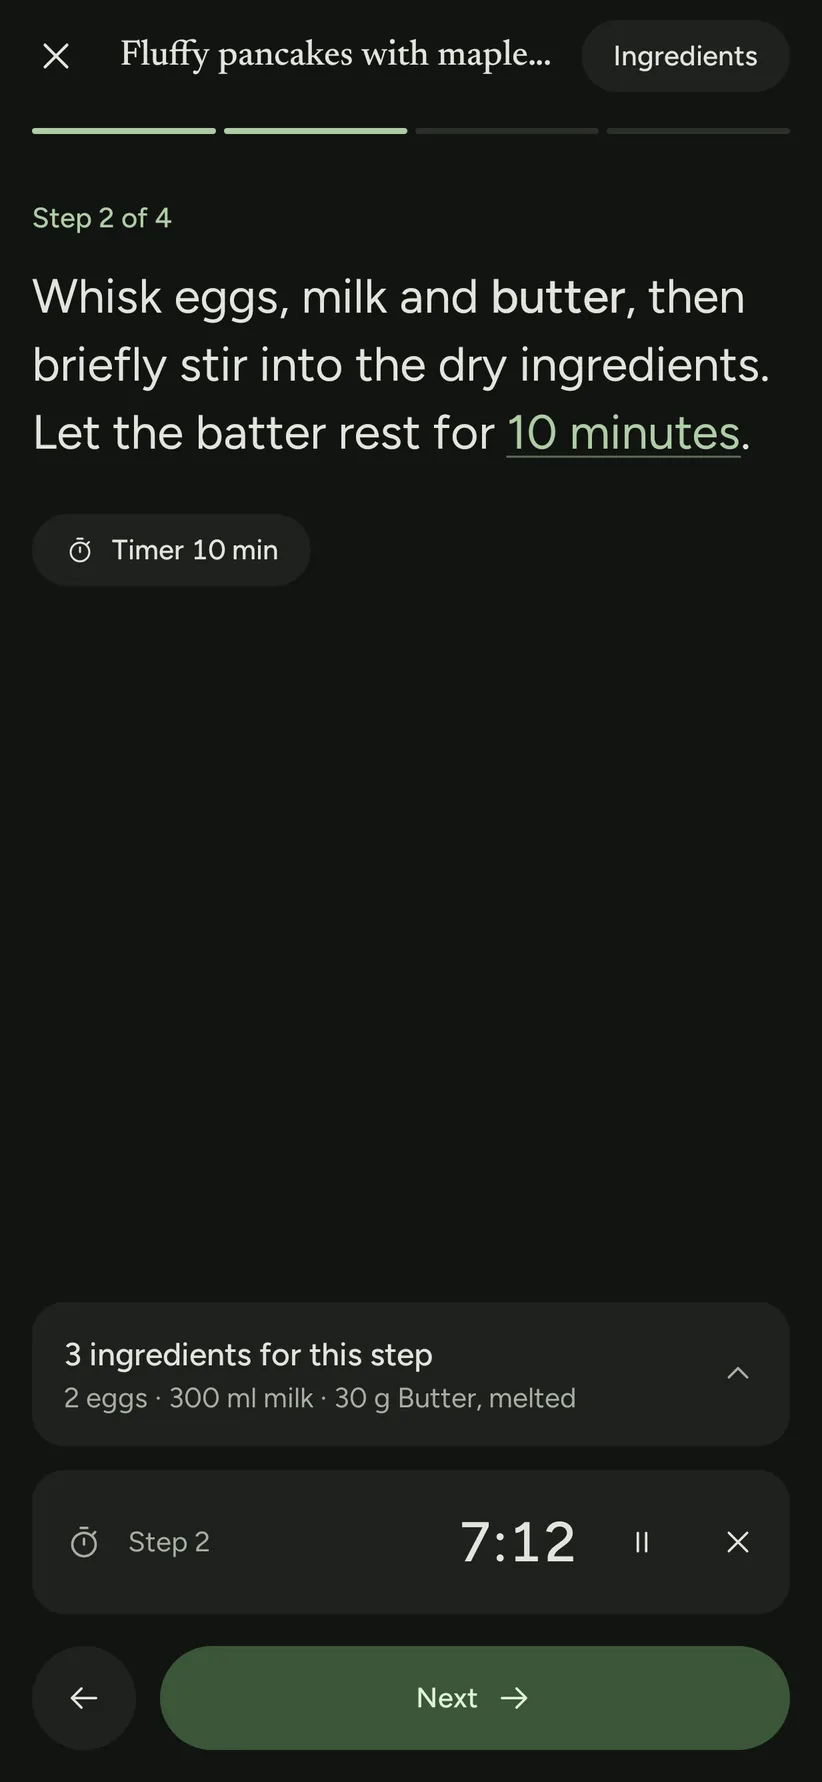 Fluffy pancakes with maple...
Ingredients
Step 2 of 4
Whisk eggs, milk and butter, then
briefly stir into the dry ingredients.
Let the batter rest for 10 minutes.
Timer 10 min
3 ingredients for this step
2 eggs · 300 ml milk · 30 g Butter, melted
Step 2
7:12
Next